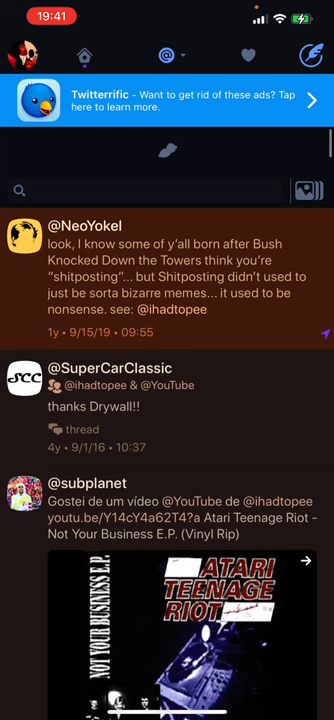 19:41
Twitterrific - Want to get rid of these ads? Tap
here to learn more.
@NeoYokel
look, I know some of y'all born after Bush
Knocked Down the Towers think you're
"shitposting"... but Shitposting didn't used to
just be sorta bizarre memes... it used to be
nonsense. see: @ihadtopee
1y • 9/15/19 • 09:55
SCC
@SuperCarClassic
@ihadtopee & @YouTube
thanks Drywall!!
thread
4y • 9/1/16 • 10:37
@subplanet
Gostei de um vídeo @YouTube de @ihadtopee
youtu.be/Y14cY4a62T4?a Atari Teenage Riot -
Not Your Business E.P. (Vinyl Rip)
NOT YOUR BUSINESS E.P.
ATARI
TEENAGE
RIOT